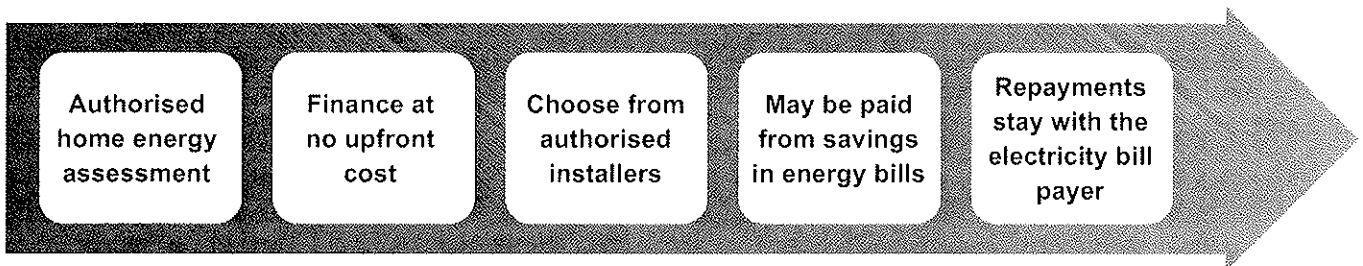 Authorised
home energy
assessment
Finance at
no upfront
cost
Choose from
authorised
installers
May be paid
from savings
in energy bills
Repayments
stay with the
electricity bill
payer